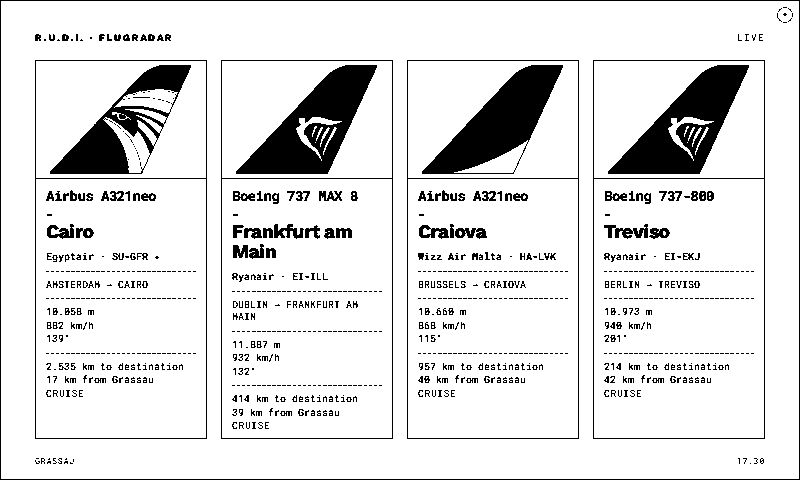 R.U.D.I. · FLUGRADAR
LIVE
Airbus A321neo
-
Cairo
Egyptair · SU-GFR ✦
AMSTERDAM → CAIRO
10.058 m
882 km/h
139°
2.535 km to destination
17 km from Grassau
CRUISE
Boeing 737 MAX 8
-
Frankfurt am
Main
Ryanair · EI-ILL
DUBLIN → FRANKFURT AM
MAIN
11.887 m
932 km/h
132°
414 km to destination
39 km from Grassau
CRUISE
Airbus A321neo
-
Craiova
Wizz Air Malta · HA-LVK
BRUSSELS → CRAIOVA
10.660 m
868 km/h
115°
957 km to destination
40 km from Grassau
CRUISE
Boeing 737-800
-
Treviso
Ryanair · EI-EKJ
BERLIN → TREVISO
10.973 m
940 km/h
201°
214 km to destination
42 km from Grassau
CRUISE
GRASSAU
17.30